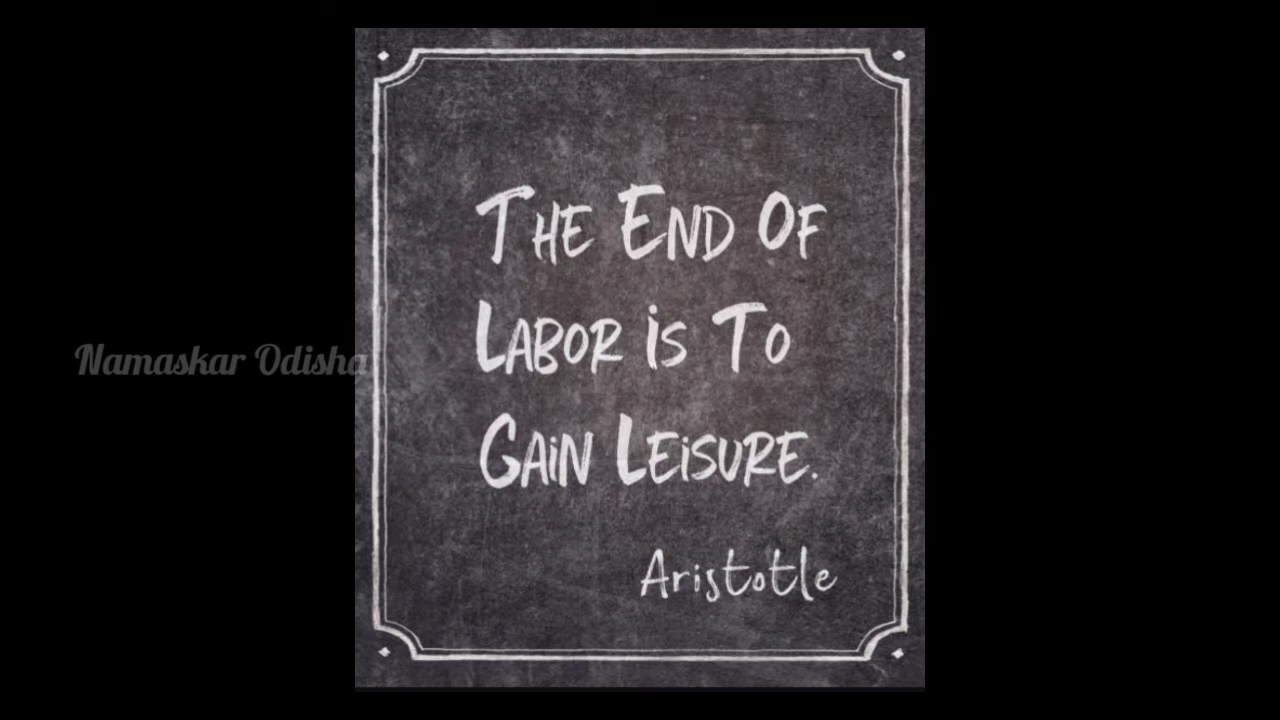 The End Of
Labor is To
Gain Leisure.
Aristotle
Namaskar Odisha